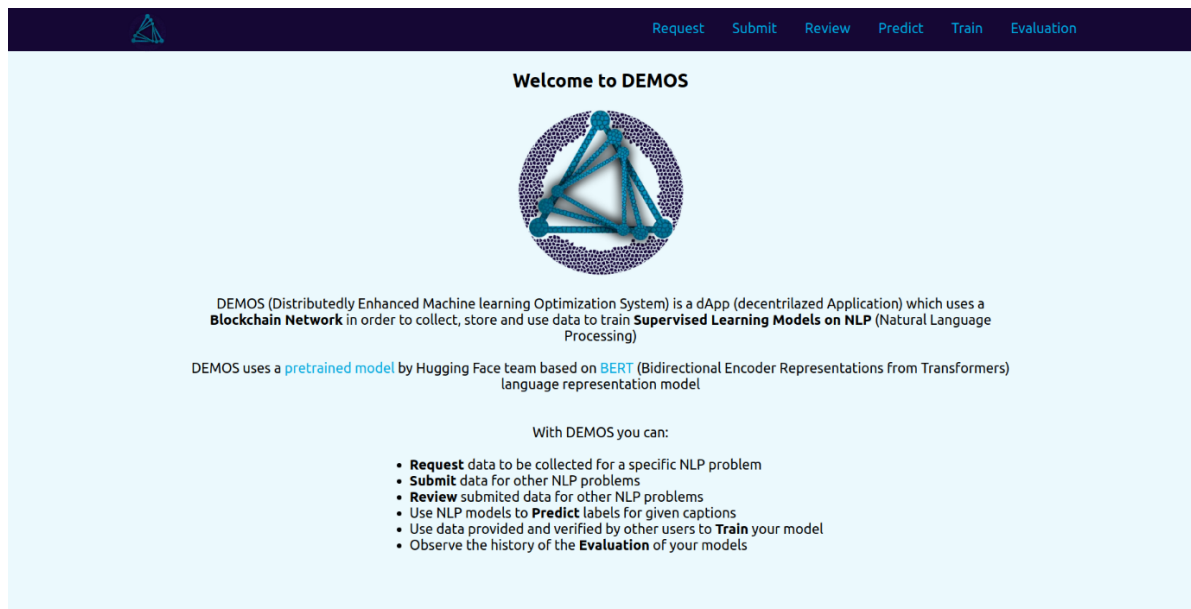 Request Submit Review Predict Train Evaluation
Welcome to DEMOS
DEMOS (Distributedly Enhanced Machine learning Optimization System) is a dApp (decentrilazed Application) which uses a
Blockchain Network in order to collect, store and use data to train Supervised Learning Models on NLP (Natural Language
Processing)
DEMOS uses a pretrained model by Hugging Face team based on BERT (Bidirectional Encoder Representations from Transformers)
language representation model
With DEMOS you can:
• Request data to be collected for a specific NLP problem
• Submit data for other NLP problems
• Review submited data for other NLP problems
• Use NLP models to Predict labels for given captions
• Use data provided and verified by other users to Train your model
• Observe the history of the Evaluation of your models